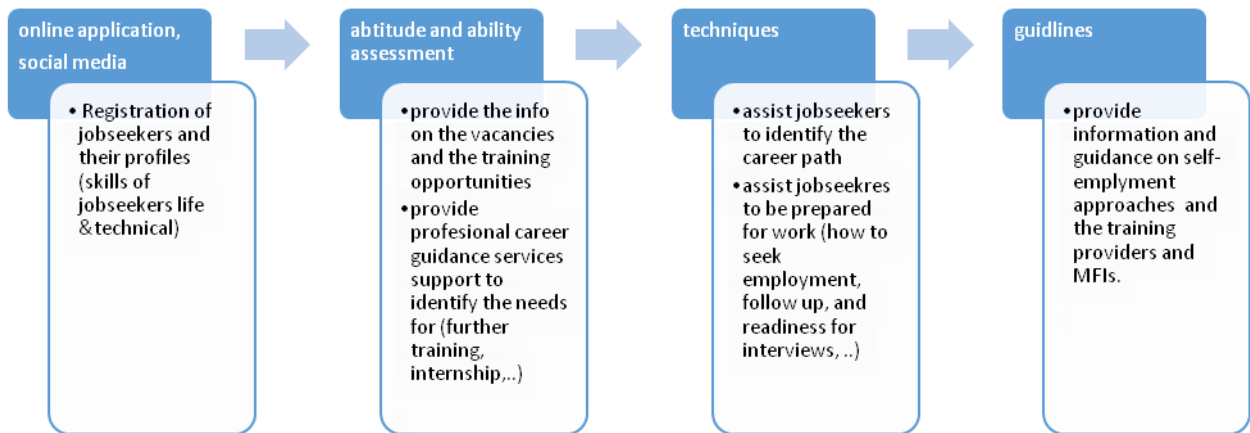 online application,
social media
• Registration of
jobseekers and
their profiles
(skills of
jobseekers life
&technical)
abtitude and ability
assessment
•provide the info
on the vacancies
and the training
opportunities
•provide
profesional career
guidance services
support to
identify the needs
for (further
training,
internship,..)
techniques
•assist jobseekers
to identify the
career path
•assist jobseekres
to be prepared
for work (how to
seek
employment,
follow up, and
readiness for
interviews, ..)
guidlines
•provide
information and
guidance on self-
emplyment
approaches and
the training
providers and
MFIs.